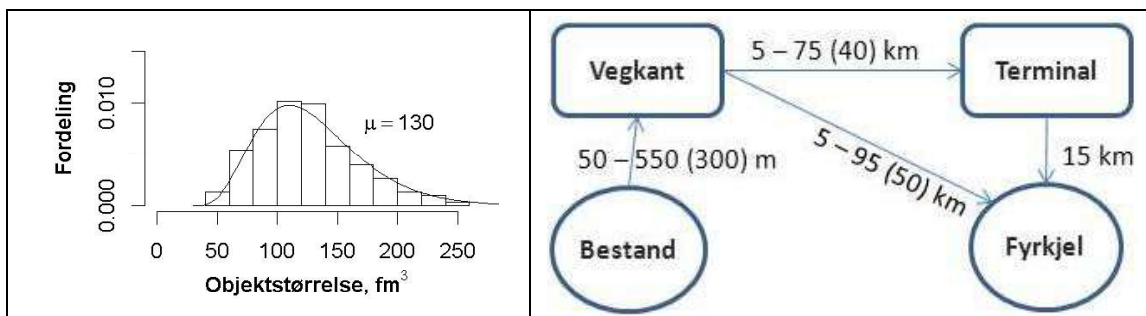 Fordeling
0.000
0.010
μ = 130
0
50
100
150
200
250
Objektstørrelse, fm³
Vegkant
5 – 75 (40) km
Terminal
50 – 550 (300) m
5 – 95 (50) km
15 km
Bestand
Fyrkjel